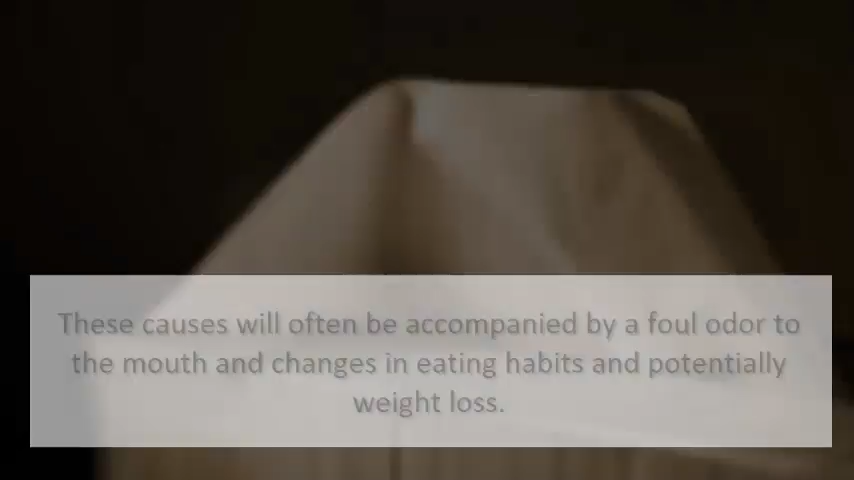 These causes will often be accompanied by a foul odor to
the mouth and changes in eating habits and potentially
weight loss.